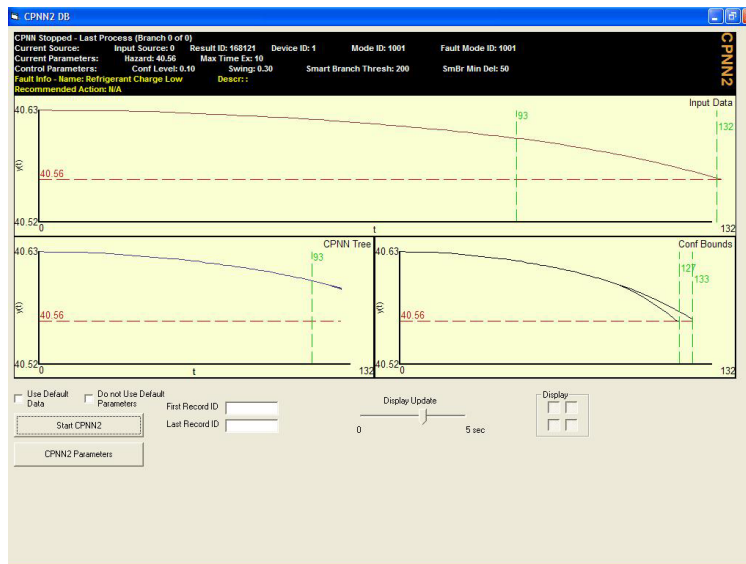 CPNN2 DB
CPNN Stopped - Last Process (Branch 0 of 0)
Current Source: Input Source: 0 Result ID: 168121 Device ID: 1 Mode ID: 1001 Fault Mode ID: 1001
Current Parameters: Hazard: 40.56 Max Time Ex: 10
Control Parameters: Conf Level: 0.10 Swing: 0.30 Smart Branch Thresh: 200 SmBr Min Del: 50
Fault Info - Name: Refrigerant Charge Low Descr: :
Recommended Action: N/A
CPNN2
Input Data
40.63
93
132
y(t)
40.56
40.52
0
t
132
CPNN Tree
40.63
93
y(t)
40.56
40.52
0
t
132
Conf Bounds
40.63
127
133
y(t)
40.56
40.52
0
132
Use Default Data
Do not Use Default Parameters
First Record ID
Last Record ID
Start CPNN2
CPNN2 Parameters
Display Update
0
5 sec
Display